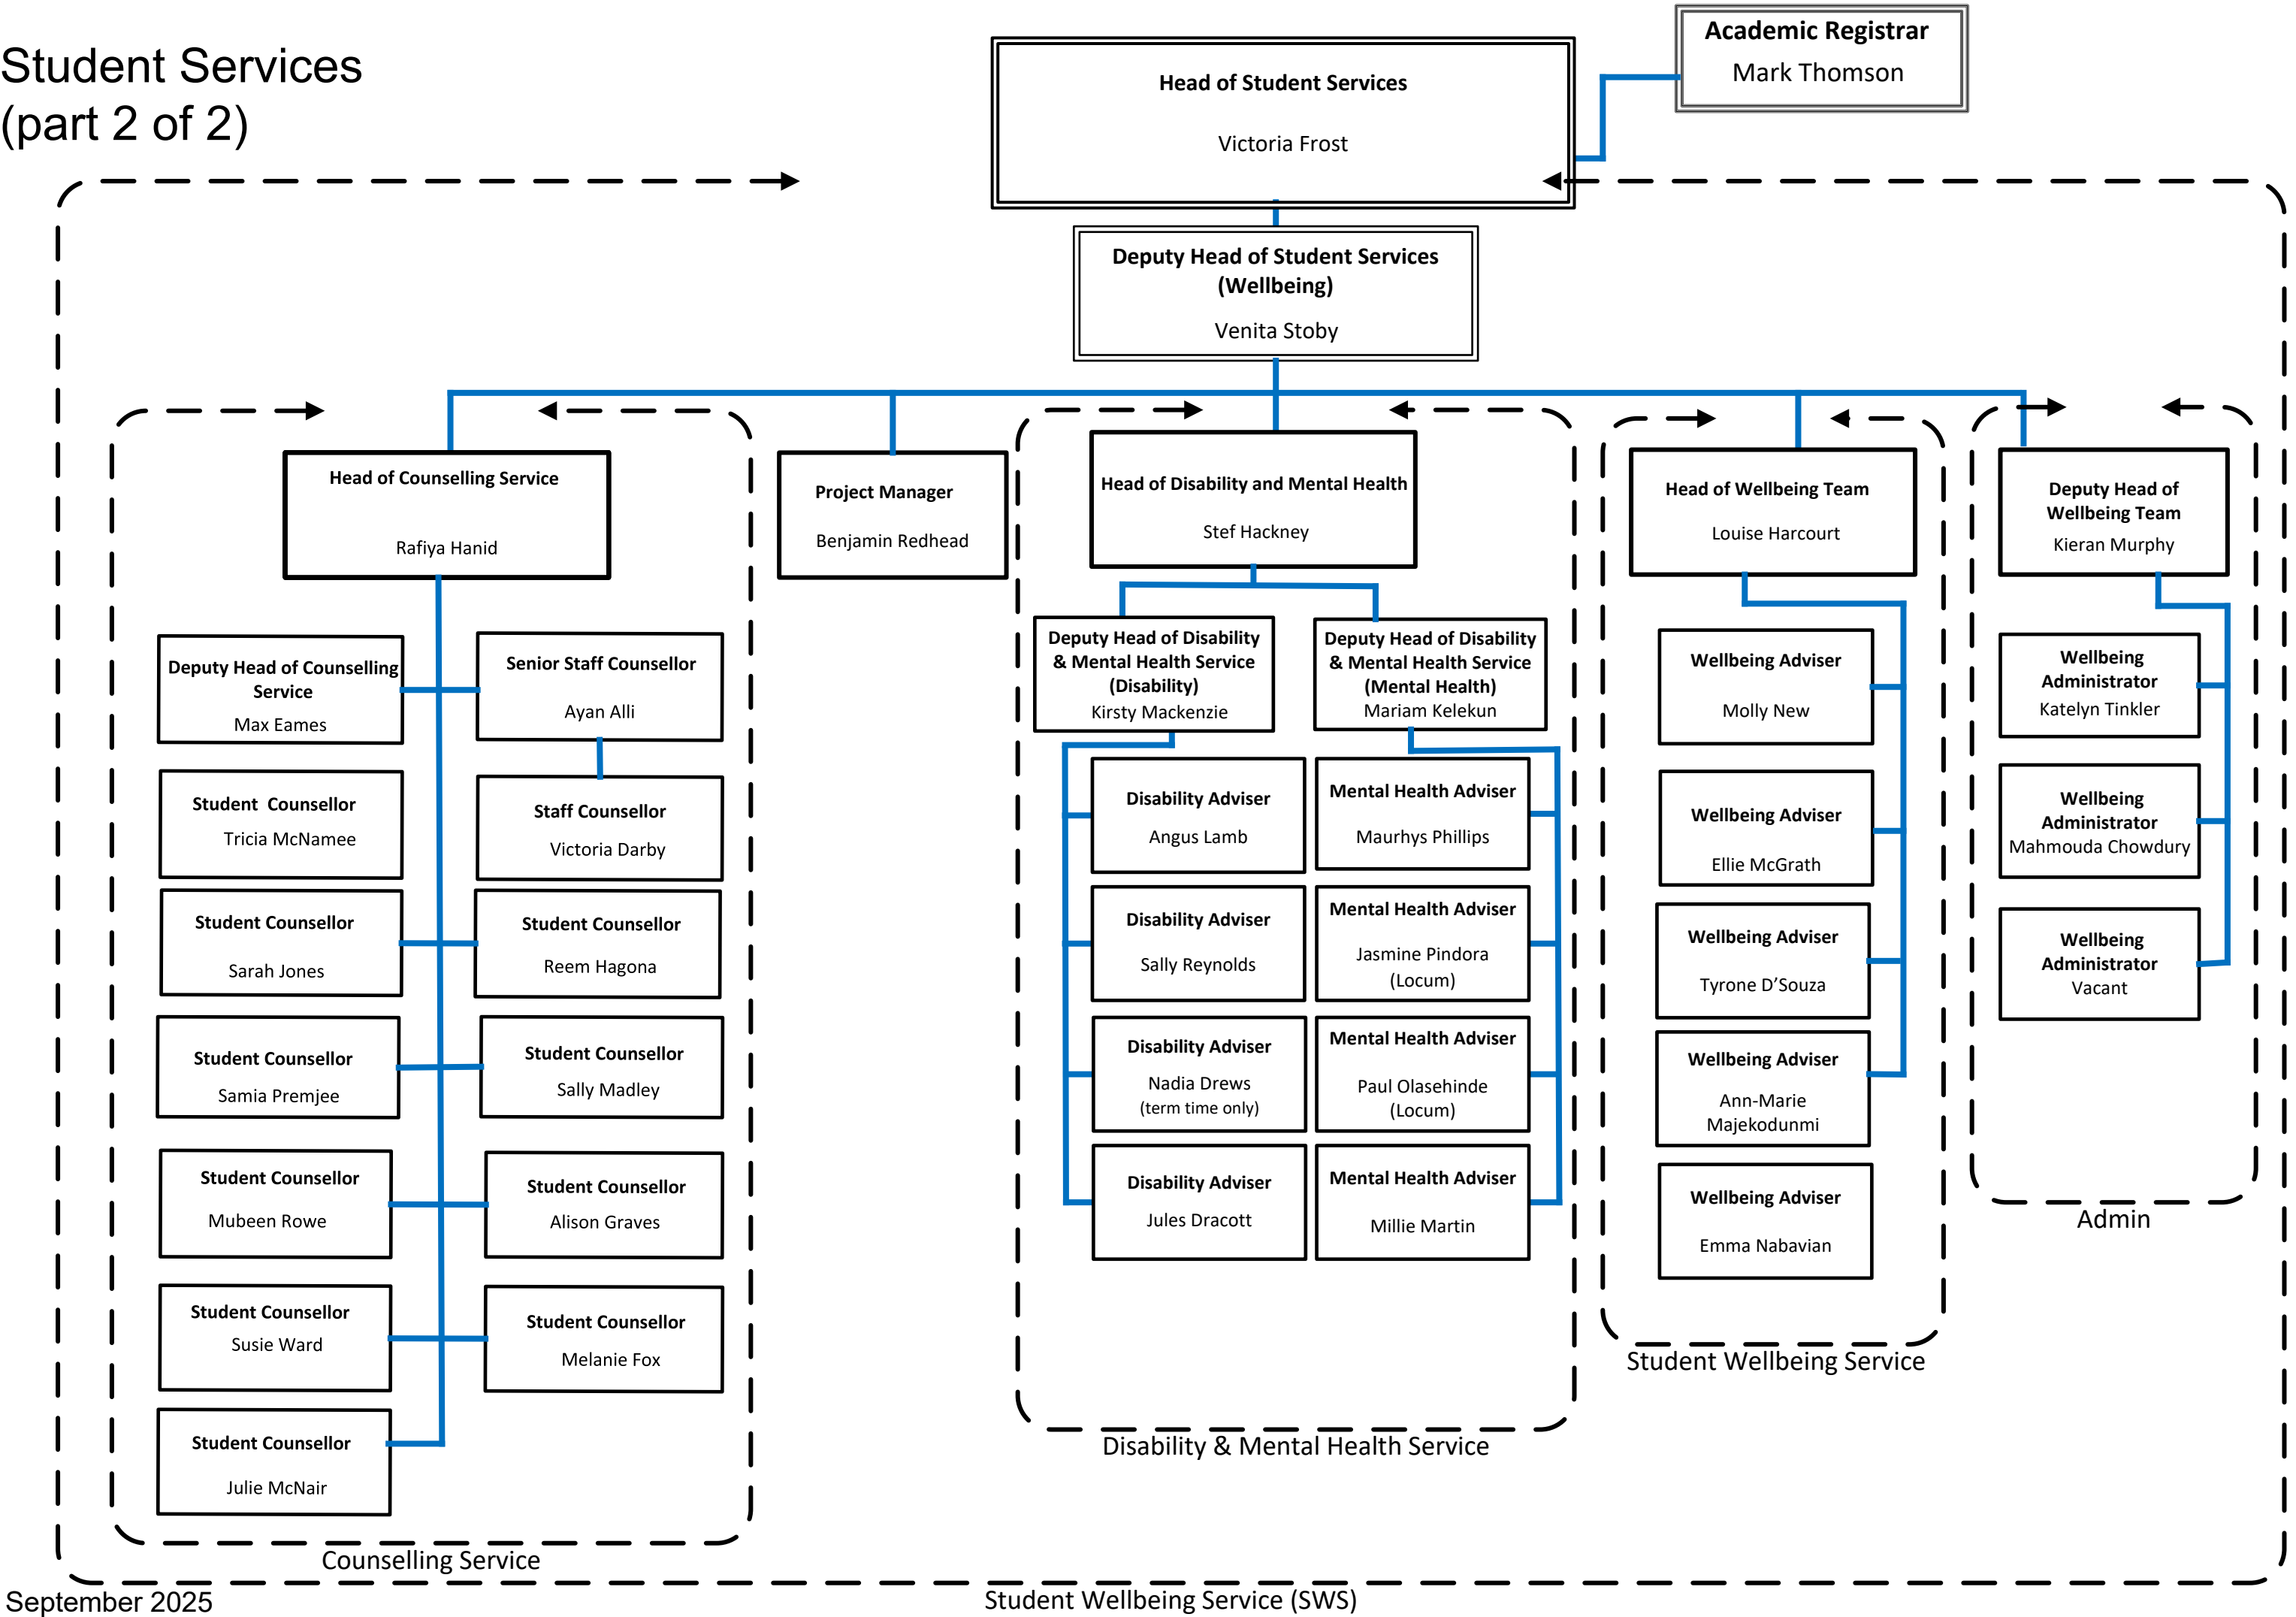 Student Services
(part 2 of 2)
Academic Registrar
Mark Thomson
Head of Student Services
Victoria Frost
Deputy Head of Student Services
(Wellbeing)
Venita Stoby
Head of Counselling Service
Rafiya Hanid
Project Manager
Benjamin Redhead
Head of Disability and Mental Health
Stef Hackney
Head of Wellbeing Team
Louise Harcourt
Deputy Head of
Wellbeing Team
Kieran Murphy
Deputy Head of Counselling
Service
Max Eames
Senior Staff Counsellor
Ayan Alli
Student  Counsellor
Tricia McNamee
Staff Counsellor
Victoria Darby
Student Counsellor
Sarah Jones
Student Counsellor
Reem Hagona
Student Counsellor
Samia Premjee
Student Counsellor
Sally Madley
Student Counsellor
Mubeen Rowe
Student Counsellor
Alison Graves
Student Counsellor
Susie Ward
Student Counsellor
Melanie Fox
Student Counsellor
Julie McNair
Counselling Service
Deputy Head of Disability
& Mental Health Service
(Disability)
Kirsty Mackenzie
Deputy Head of Disability
& Mental Health Service
(Mental Health)
Mariam Kelekun
Disability Adviser
Angus Lamb
Mental Health Adviser
Maurhys Phillips
Disability Adviser
Sally Reynolds
Mental Health Adviser
Jasmine Pindora
(Locum)
Disability Adviser
Nadia Drews
(term time only)
Mental Health Adviser
Paul Olasehinde
(Locum)
Disability Adviser
Jules Dracott
Mental Health Adviser
Millie Martin
Disability & Mental Health Service
Wellbeing Adviser
Molly New
Wellbeing Adviser
Ellie McGrath
Wellbeing Adviser
Tyrone D’Souza
Wellbeing Adviser
Ann-Marie
Majekodunmi
Wellbeing Adviser
Emma Nabavian
Student Wellbeing Service
Wellbeing
Administrator
Katelyn Tinkler
Wellbeing
Administrator
Mahmouda Chowdury
Wellbeing
Administrator
Vacant
Admin
Student Wellbeing Service (SWS)
September 2025